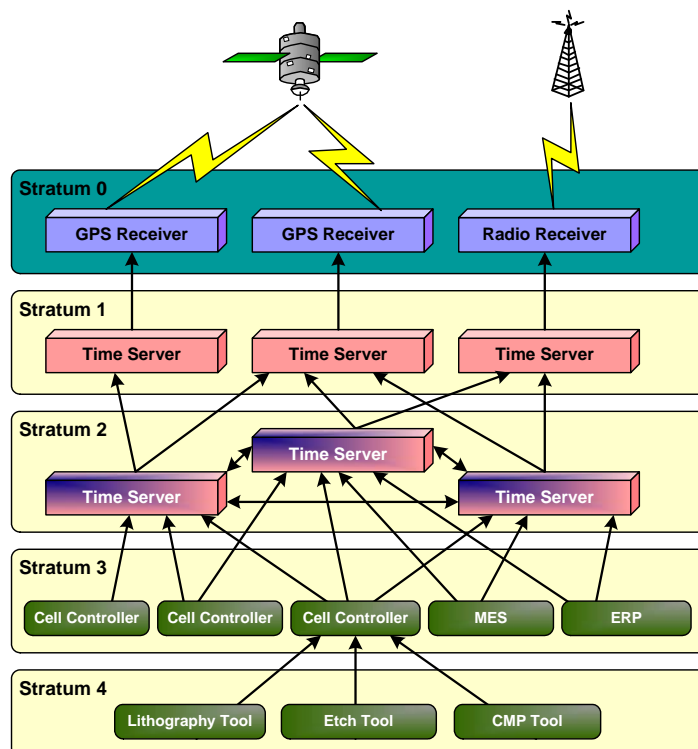 Stratum 0
GPS Receiver
GPS Receiver
Radio Receiver
Stratum 1
Time Server
Time Server
Time Server
Stratum 2
Time Server
Time Server
Time Server
Stratum 3
Cell Controller
Cell Controller
Cell Controller
MES
ERP
Stratum 4
Lithography Tool
Etch Tool
CMP Tool